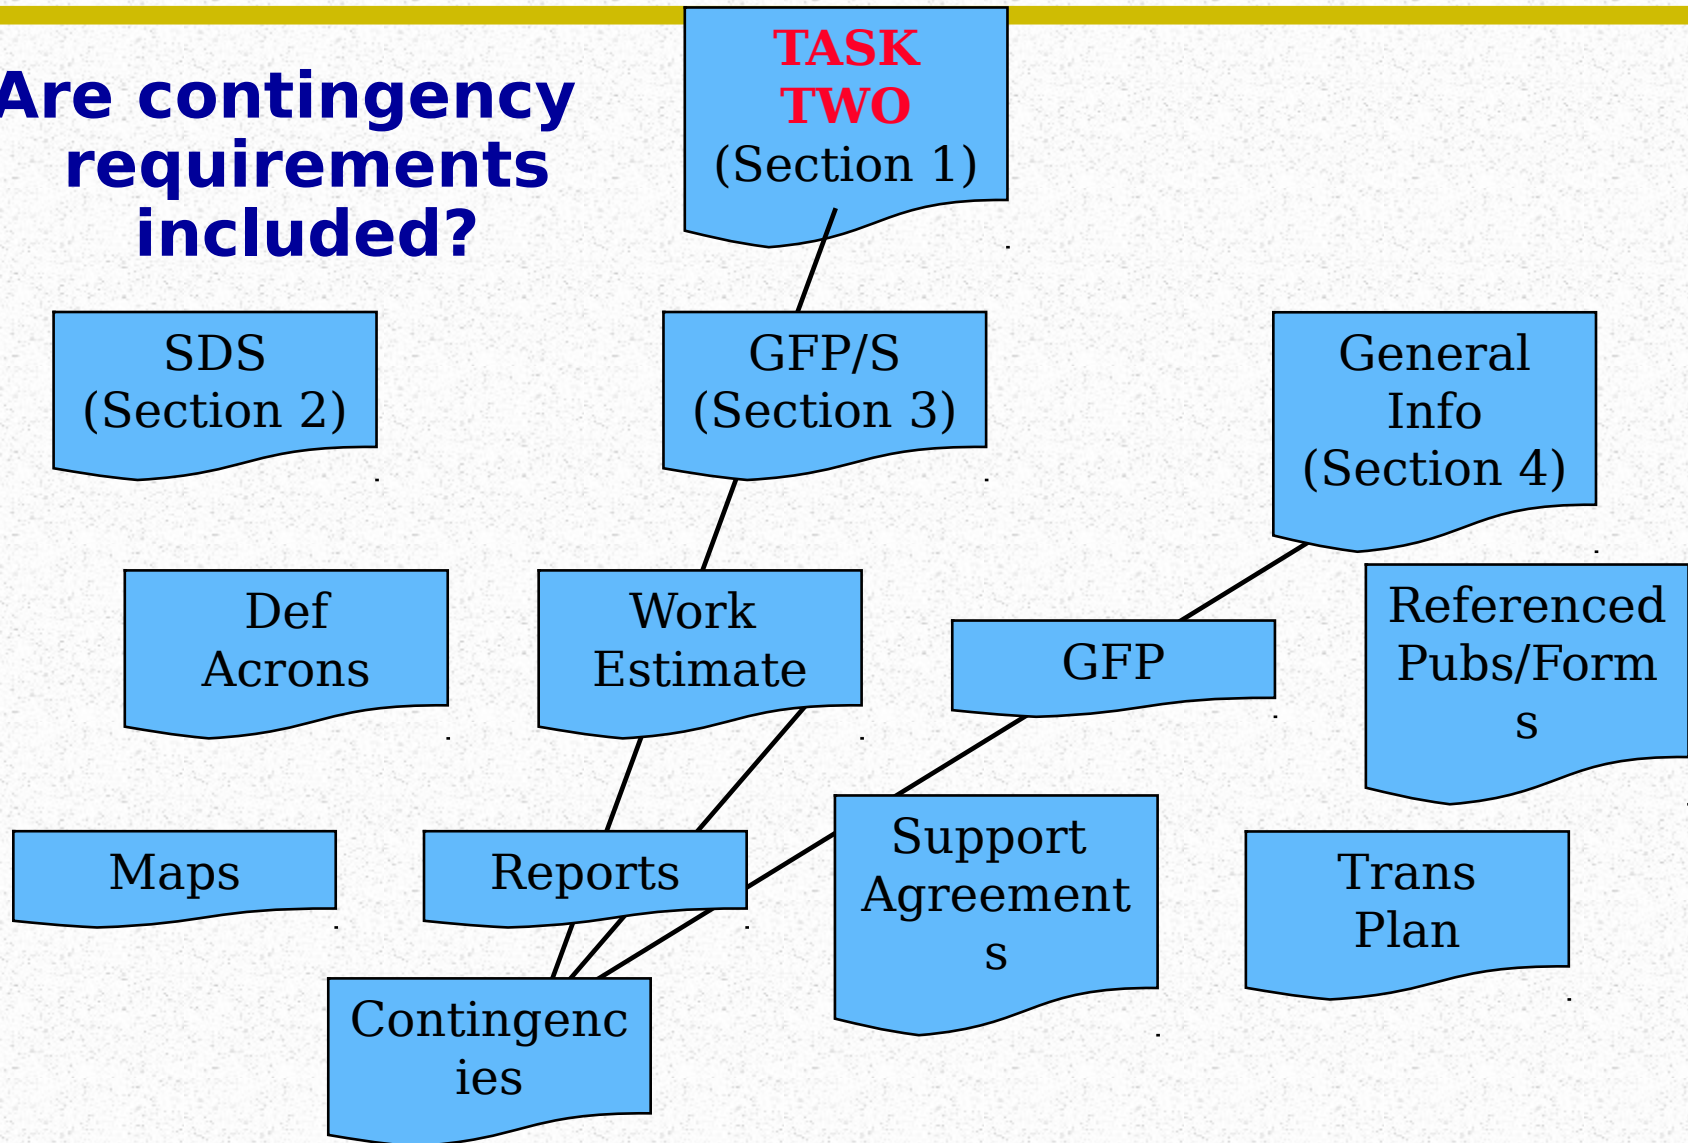 Are contingency
requirements
included?
TASK
TWO
(Section 1)
SDS
(Section 2)
GFP/S
(Section 3)
General
Info
(Section 4)
Def
Acrons
Work
Estimate
GFP
Referenced
Pubs/Form
s
Maps
Reports
Support
Agreement
s
Trans
Plan
Contingenc
ies